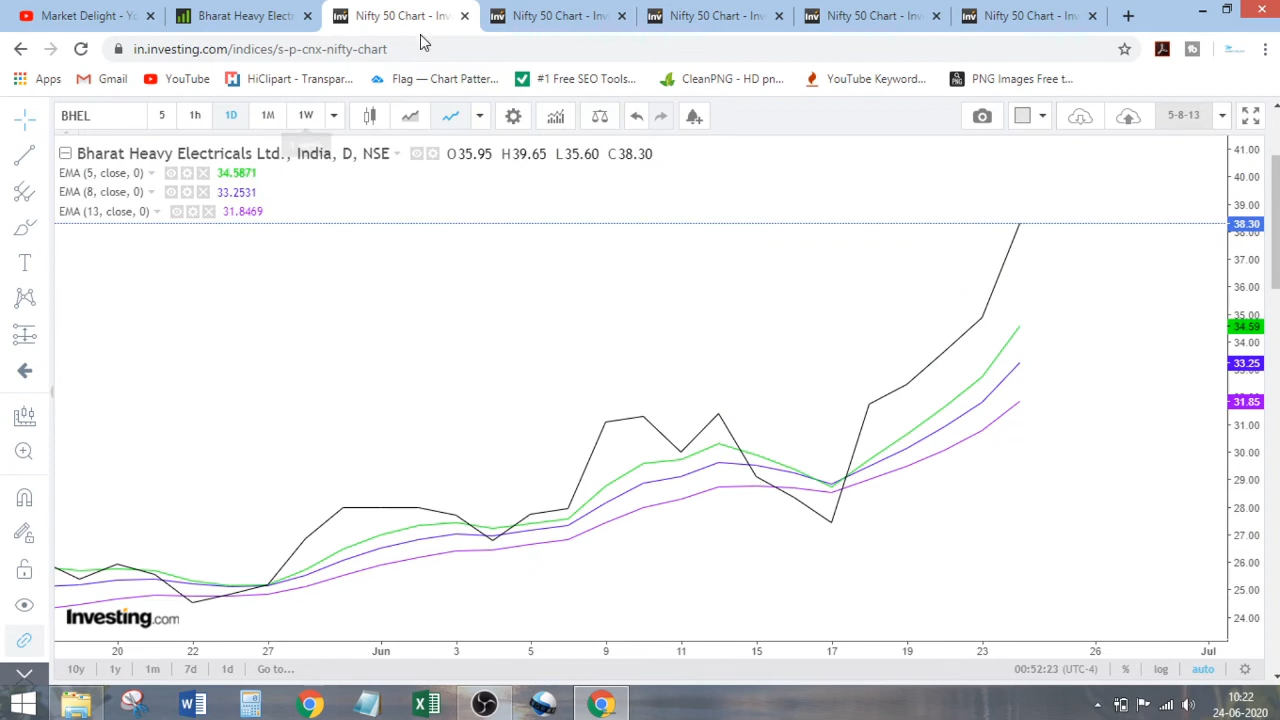 Market Delight - Yo
Bharat Heavy Electri
Nifty 50 Chart - Inv
Nifty 50 Chart - Inv
Nifty 50 Chart - Inv
Nifty 50 Chart - Inv
Nifty 50 Chart - Inv
in.investing.com/indices/s-p-cnx-nifty-chart
Apps
Gmail
YouTube
HiClipart - Transpar...
Flag — Chart Patter...
#1 Free SEO Tools...
CleanPNG - HD pn...
YouTube Keyword...
PNG Images Free t...
BHEL 5 1h 1D 1M 1W 5-8-13
Bharat Heavy Electricals Ltd., India, D, NSE O35.95 H39.65 L35.60 C38.30
EMA (5, close, 0) 34.5871
EMA (8, close, 0) 33.2531
EMA (13, close, 0) 31.8469
41.00
40.00
39.00
38.30
38.00
37.00
36.00
35.00
34.59
34.00
33.25
31.85
31.00
30.00
29.00
28.00
27.00
26.00
25.00
24.00
Investing.com
20 22 27 Jun 3 5 9 11 15 17 19 23 26 Jul
10y 1y 1m 7d 1d Go to... 00:52:23 (UTC-4) % log auto
10:22
24-06-2020